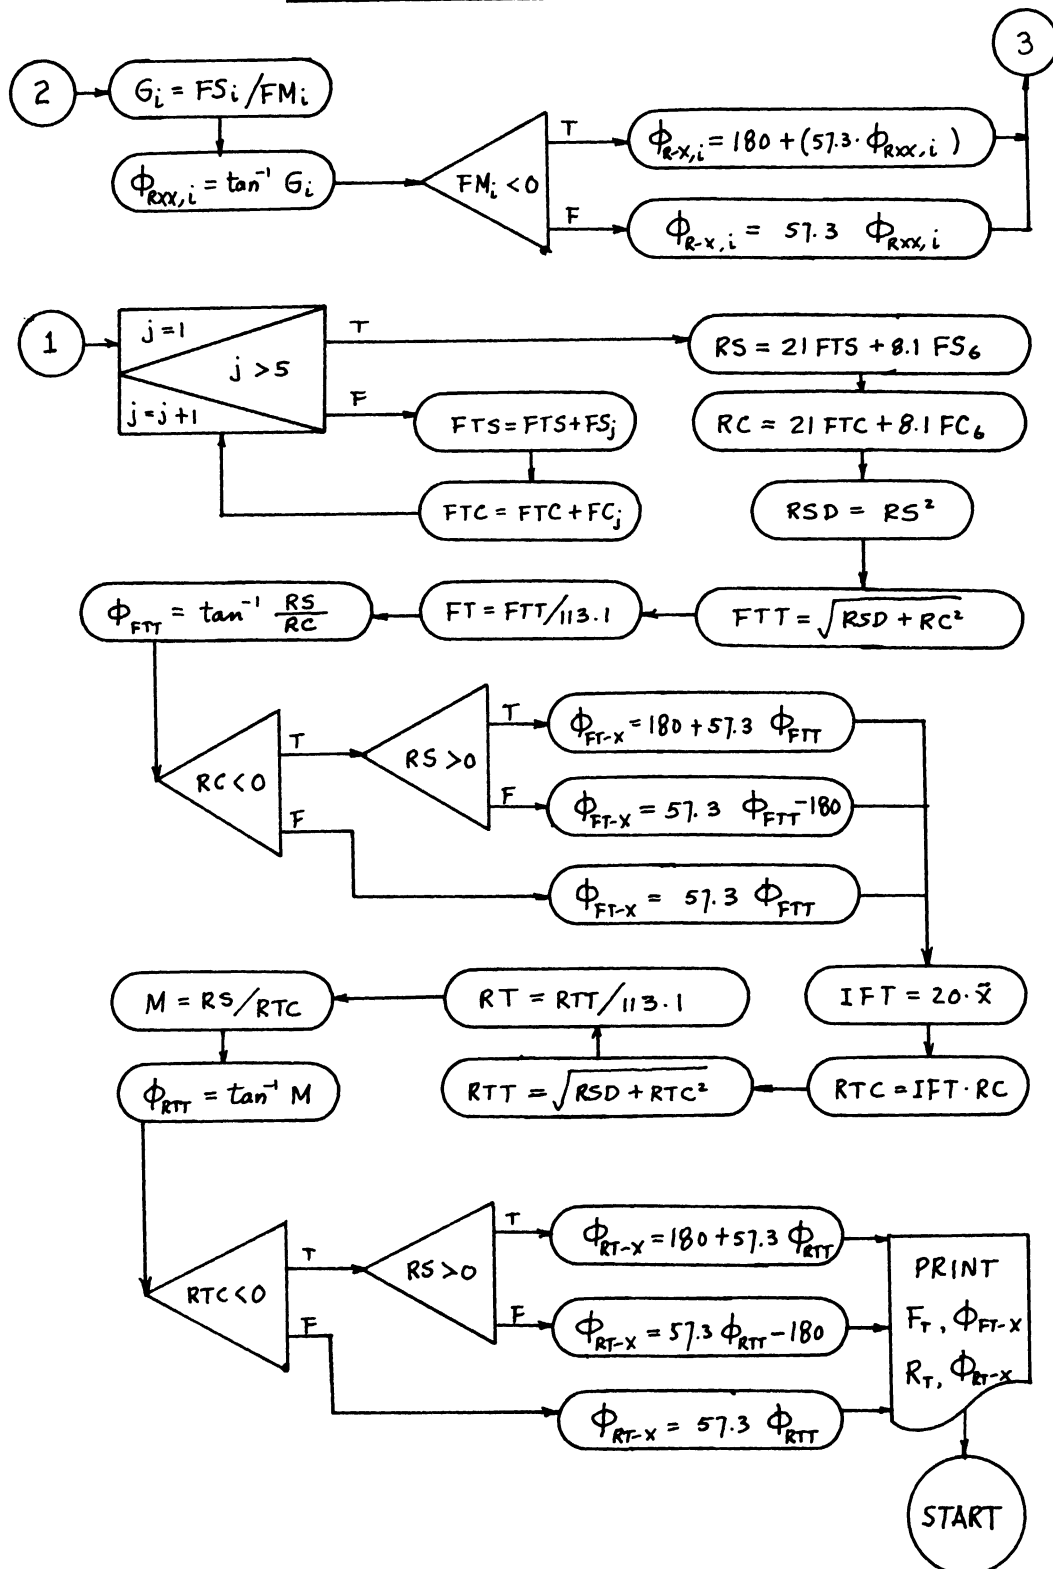 3
2
G_i = FS_i / FM_i
ϕ_RXX,i = tan⁻¹ G_i
FM_i < 0
T
ϕ_R-X,i = 180 + (57.3 · ϕ_RXX,i)
F
ϕ_R-X,i = 57.3 ϕ_RXX,i
1
j = 1
j > 5
j = j + 1
T
F
RS = 21 FTS + 8.1 FS_6
FTS = FTS + FS_j
RC = 21 FTC + 8.1 FC_6
FTC = FTC + FC_j
RSD = RS²
ϕ_FTT = tan⁻¹ RS/RC
FT = FTT/113.1
FTT = √(RSD + RC²)
RC < 0
T
F
RS > 0
T
F
ϕ_FT-X = 180 + 57.3 ϕ_FTT
ϕ_FT-X = 57.3 ϕ_FTT - 180
ϕ_FT-X = 57.3 ϕ_FTT
M = RS/RTC
RT = RTT/113.1
IFT = 20 · ẍ
ϕ_RTT = tan⁻¹ M
RTT = √(RSD + RTC²)
RTC = IFT · RC
RTC < 0
T
F
RS > 0
T
F
ϕ_RT-X = 180 + 57.3 ϕ_RTT
ϕ_RT-X = 57.3 ϕ_RTT - 180
ϕ_RT-X = 57.3 ϕ_RTT
PRINT
F_T, ϕ_FT-X
R_T, ϕ_RT-X
START